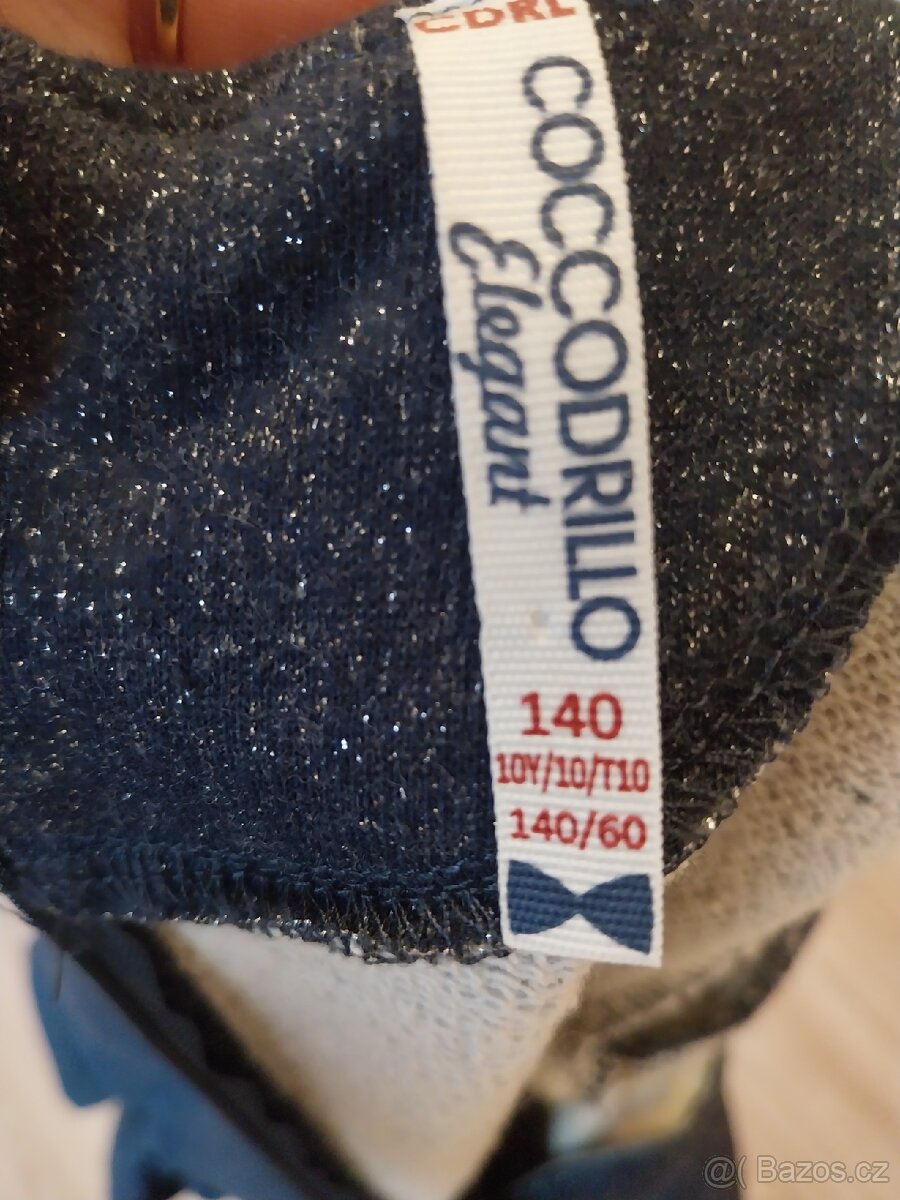 CDRL
COCCODRILLO
Elegant
140
10Y/10/T10
140/60
@( Bazos.cz